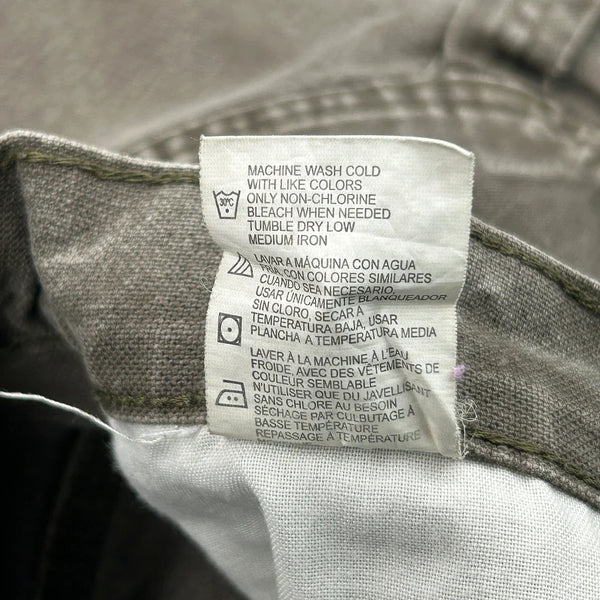 MACHINE WASH COLD
WITH LIKE COLORS
30°C ONLY NON-CHLORINE
BLEACH WHEN NEEDED
TUMBLE DRY LOW
MEDIUM IRON
LAVAR A MÁQUINA CON AGUA
FRIA, CON COLORES SIMILARES
CUANDO SEA NECESARIO.
USAR ÚNICAMENTE BLANQUEADOR
SIN CLORO, SECAR A
TEMPERATURA BAJA, USAR
PLANCHA A TEMPERATURA MEDIA
LAVER À LA MACHINE À L'EAU
FROIDE, AVEC DES VÊTEMENTS DE
COULEUR SEMBLABLE
N'UTILISER QUE DU JAVELLISANT
SANS CHLORE AU BESOIN
SÉCHAGE PAR CULBUTAGE À
BASSE TEMPÉRATURE
REPASSAGE À TEMPÉRATURE